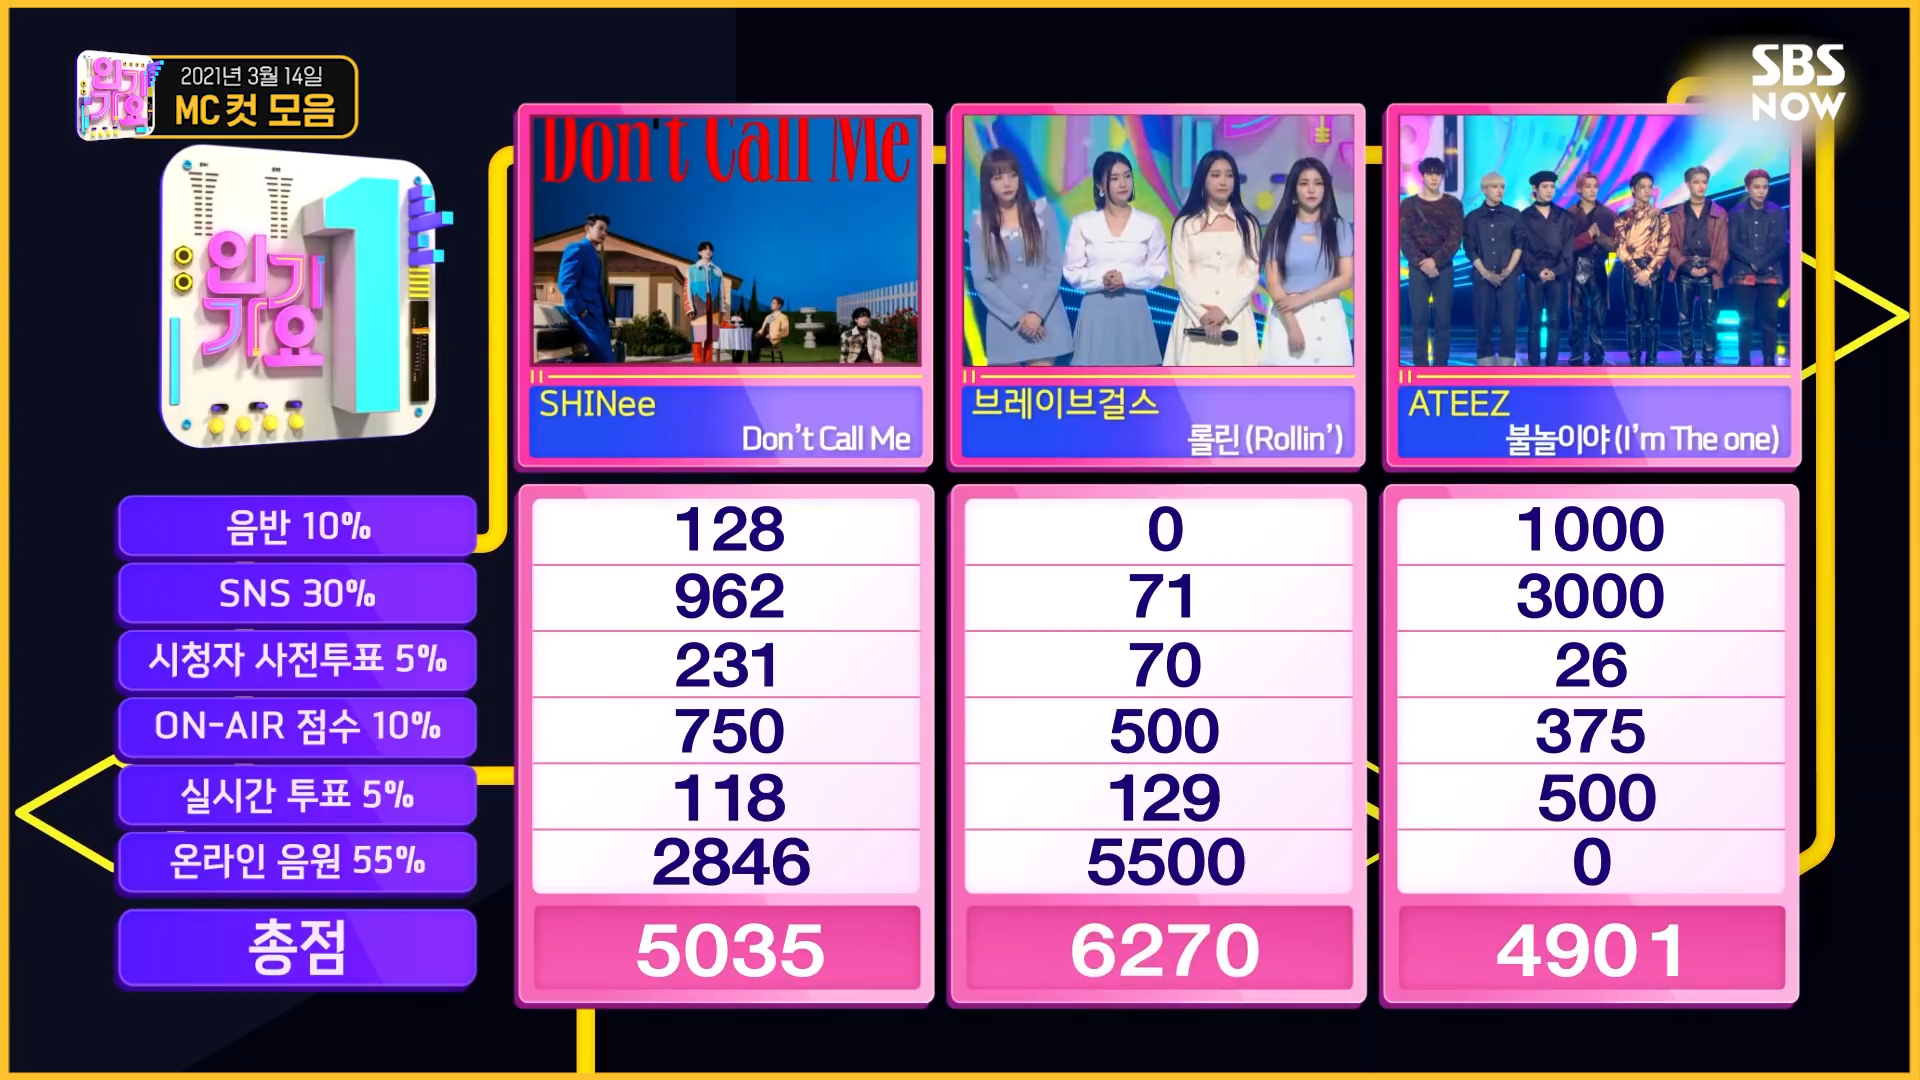 인기가요
2021년 3월 14일
MC 컷 모음
SBS
NOW
인기
가요
1
Don't Call Me
SHINee
Don't Call Me
브레이브걸스
롤린 (Rollin')
ATEEZ
불놀이야 (I'm The one)
음반 10% 128 0 1000
SNS 30% 962 71 3000
시청자 사전투표 5% 231 70 26
ON-AIR 점수 10% 750 500 375
실시간 투표 5% 118 129 500
온라인 음원 55% 2846 5500 0
총점 5035 6270 4901